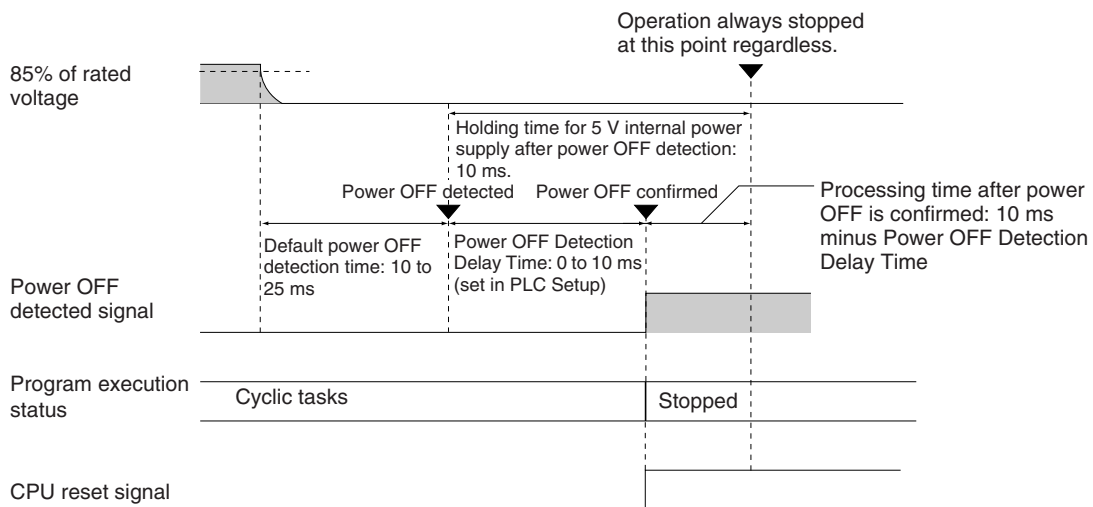 Operation always stopped
at this point regardless.
85% of rated
voltage
Holding time for 5 V internal power
supply after power OFF detection:
10 ms.
Power OFF detected
Power OFF confirmed
Processing time after power
OFF is confirmed: 10 ms
minus Power OFF Detection
Delay Time
Default power OFF
detection time: 10 to
25 ms
Power OFF Detection
Delay Time: 0 to 10 ms
(set in PLC Setup)
Power OFF
detected signal
Program execution
status
Cyclic tasks
Stopped
CPU reset signal